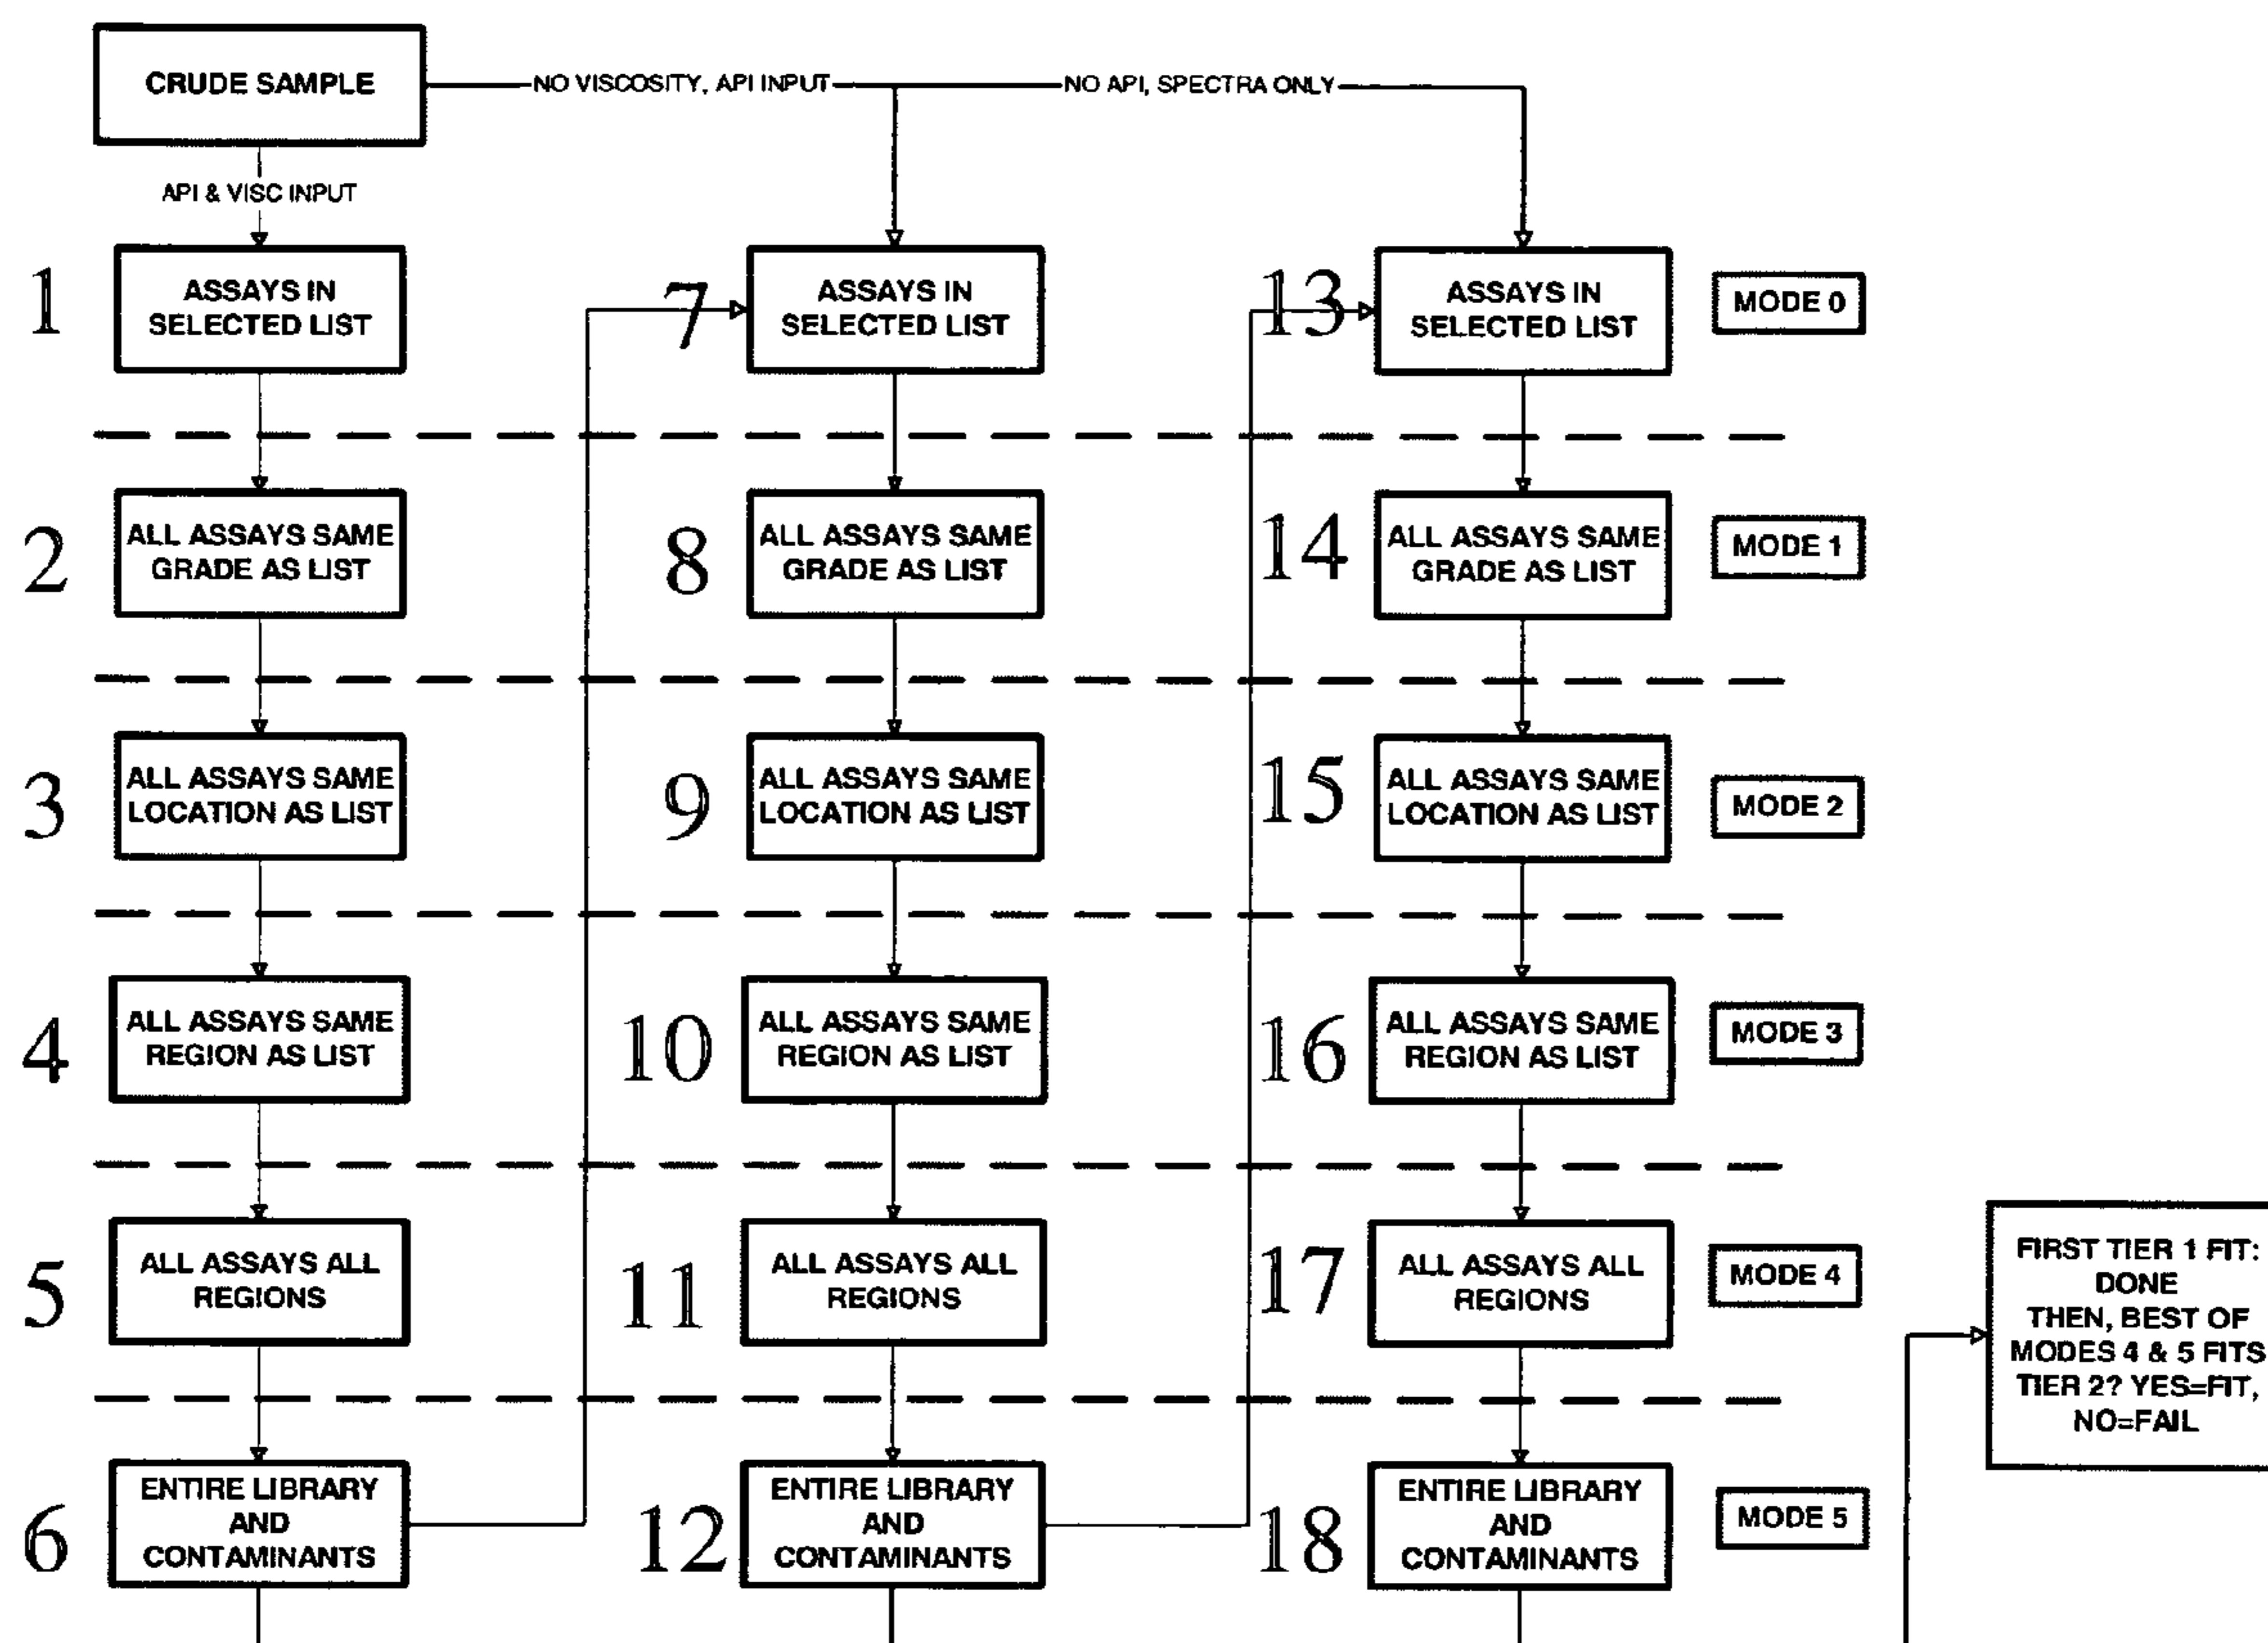 CRUDE SAMPLE
NO VISCOSITY, API INPUT
NO API, SPECTRA ONLY
API & VISC INPUT
1
ASSAYS IN
SELECTED LIST
7
ASSAYS IN
SELECTED LIST
13
ASSAYS IN
SELECTED LIST
MODE 0
2
ALL ASSAYS SAME
GRADE AS LIST
8
ALL ASSAYS SAME
GRADE AS LIST
14
ALL ASSAYS SAME
GRADE AS LIST
MODE 1
3
ALL ASSAYS SAME
LOCATION AS LIST
9
ALL ASSAYS SAME
LOCATION AS LIST
15
ALL ASSAYS SAME
LOCATION AS LIST
MODE 2
4
ALL ASSAYS SAME
REGION AS LIST
10
ALL ASSAYS SAME
REGION AS LIST
16
ALL ASSAYS SAME
REGION AS LIST
MODE 3
5
ALL ASSAYS ALL
REGIONS
11
ALL ASSAYS ALL
REGIONS
17
ALL ASSAYS ALL
REGIONS
MODE 4
FIRST TIER 1 FIT:
DONE
THEN, BEST OF
MODES 4 & 5 FITS
TIER 2? YES=FIT,
NO=FAIL
6
ENTIRE LIBRARY
AND
CONTAMINANTS
12
ENTIRE LIBRARY
AND
CONTAMINANTS
18
ENTIRE LIBRARY
AND
CONTAMINANTS
MODE 5